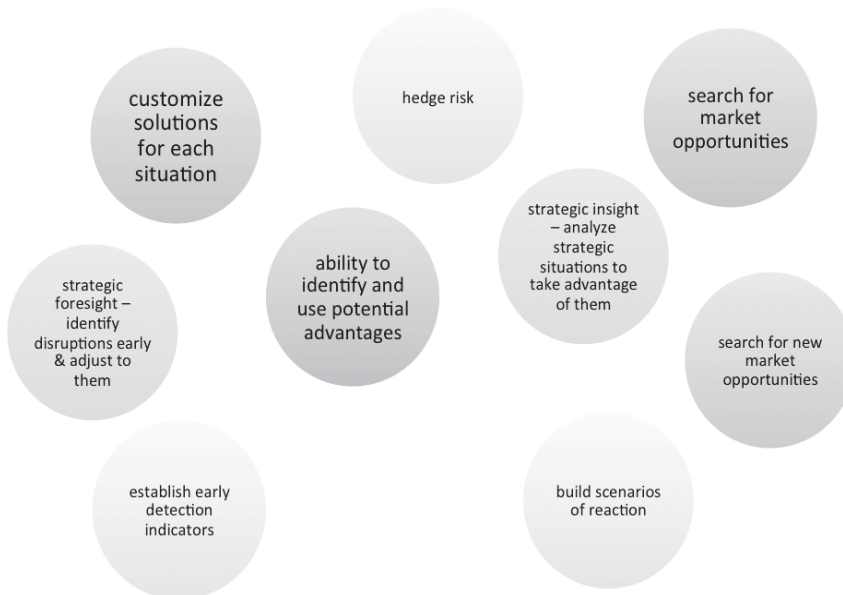 customize
solutions
for each
situation
hedge risk
search for
market
opportunities
strategic insight
– analyze
strategic
situations to
take advantage
of them
ability to
identify and
use potential
advantages
strategic
foresight –
identify
disruptions early
& adjust to
them
search for new
market
opportunities
establish early
detection
indicators
build scenarios
of reaction